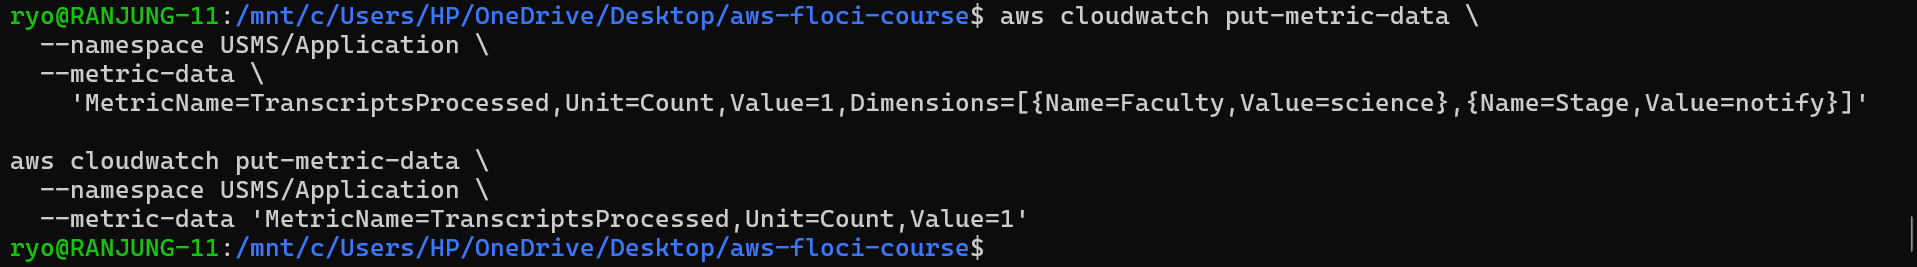 ryo@RANJUNG-11:/mnt/c/Users/HP/OneDrive/Desktop/aws-floci-course$ aws cloudwatch put-metric-data \
  --namespace USMS/Application \
  --metric-data \
    'MetricName=TranscriptsProcessed,Unit=Count,Value=1,Dimensions=[{Name=Faculty,Value=science},{Name=Stage,Value=notify}]'

aws cloudwatch put-metric-data \
  --namespace USMS/Application \
  --metric-data 'MetricName=TranscriptsProcessed,Unit=Count,Value=1'
ryo@RANJUNG-11:/mnt/c/Users/HP/OneDrive/Desktop/aws-floci-course$